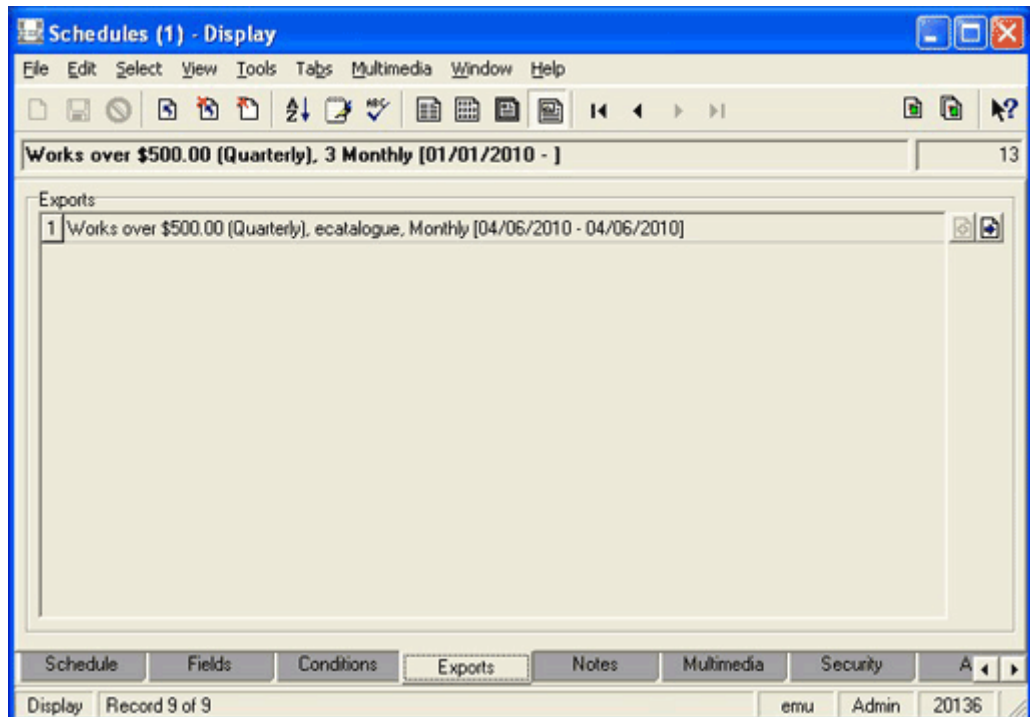 Schedules (1) - Display
File Edit Select View Tools Tabs Multimedia Window Help
Works over $500.00 (Quarterly), 3 Monthly [01/01/2010 - ] 13
Exports
1 Works over $500.00 (Quarterly), ecatalogue, Monthly [04/06/2010 - 04/06/2010]
Schedule Fields Conditions Exports Notes Multimedia Security A
Display Record 9 of 9 emu Admin 20136